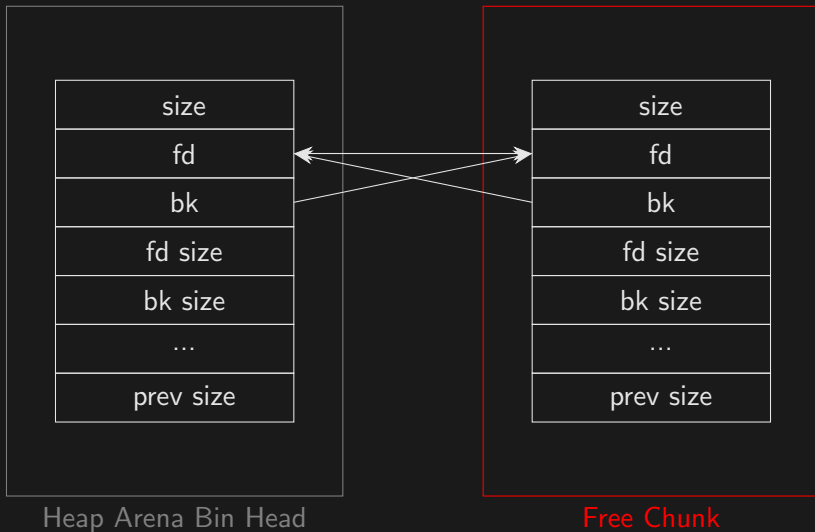 size
fd
bk
fd size
bk size
...
prev size
Heap Arena Bin Head
size
fd
bk
fd size
bk size
...
prev size
Free Chunk